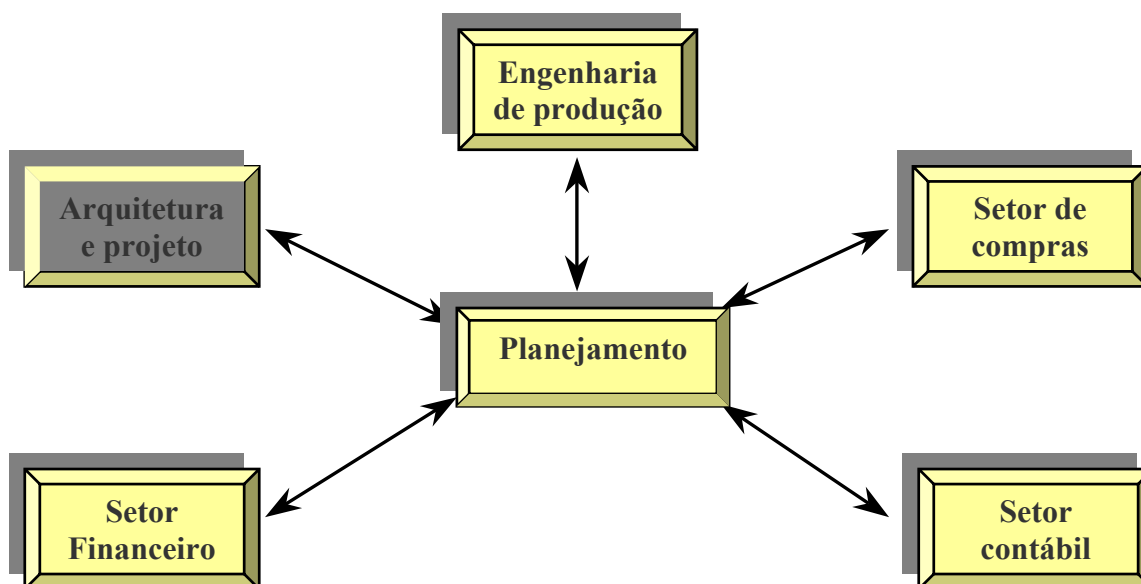 Engenharia
de produção
Arquitetura
e projeto
Setor de
compras
Planejamento
Setor
Financeiro
Setor
contábil